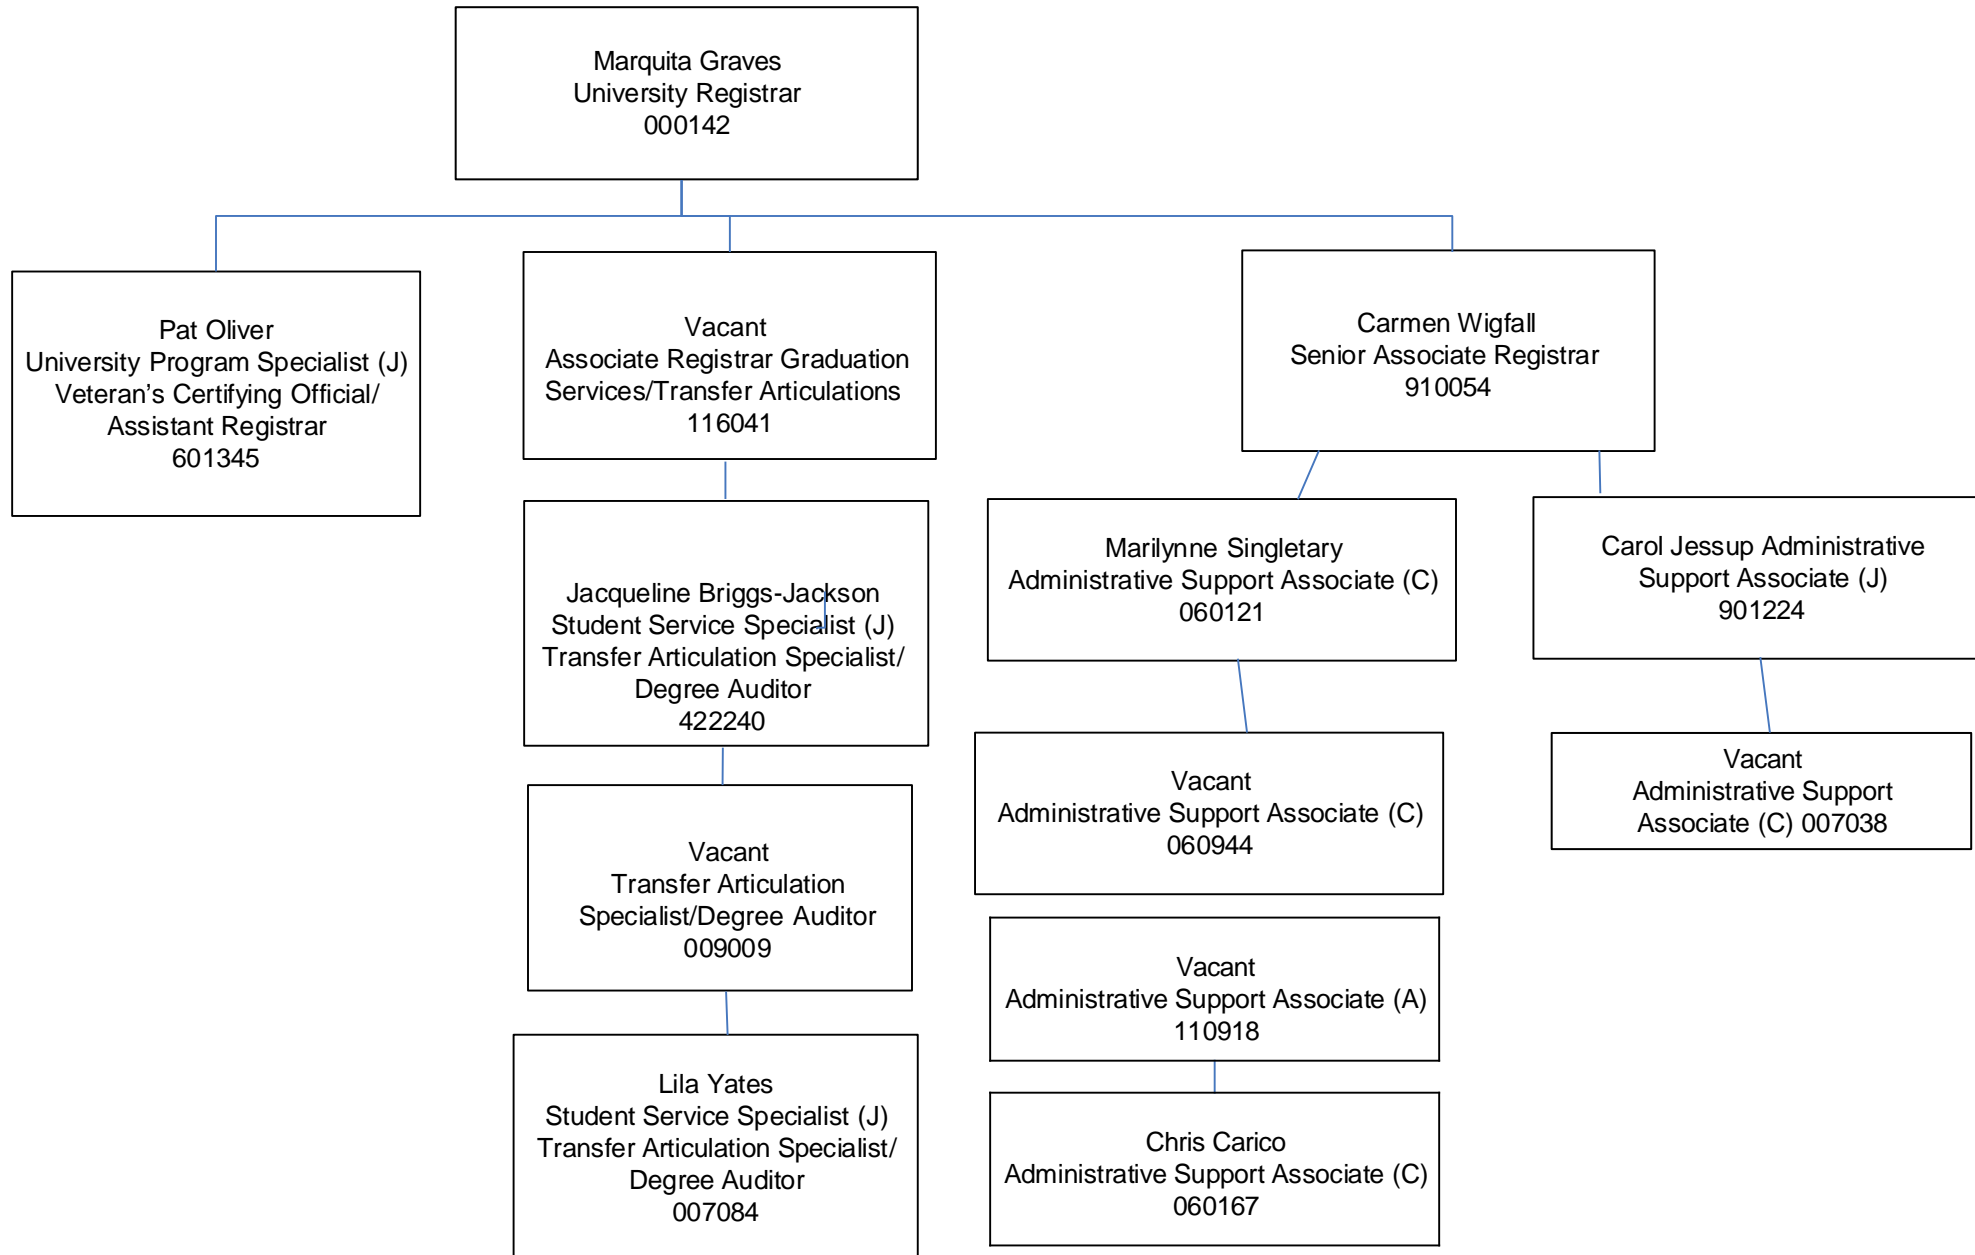 Marquita Graves
University Registrar
000142
Pat Oliver
University Program Specialist (J)
Veteran's Certifying Official/
Assistant Registrar
601345
Vacant
Associate Registrar Graduation
Services/Transfer Articulations
116041
Carmen Wigfall
Senior Associate Registrar
910054
Jacqueline Briggs-Jackson
Student Service Specialist (J)
Transfer Articulation Specialist/
Degree Auditor
422240
Marilynne Singletary
Administrative Support Associate (C)
060121
Carol Jessup Administrative
Support Associate (J)
901224
Vacant
Transfer Articulation
Specialist/Degree Auditor
009009
Vacant
Administrative Support Associate (C)
060944
Vacant
Administrative Support
Associate (C) 007038
Vacant
Administrative Support Associate (A)
110918
Lila Yates
Student Service Specialist (J)
Transfer Articulation Specialist/
Degree Auditor
007084
Chris Carico
Administrative Support Associate (C)
060167